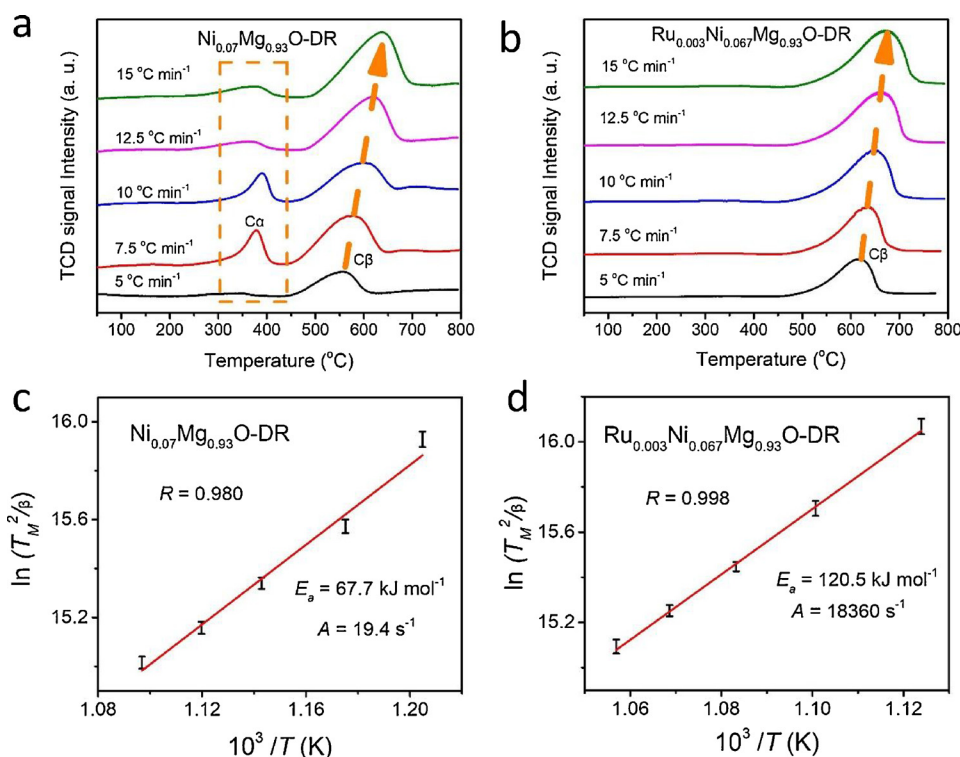 a
Ni0.07Mg0.93O-DR
15 °C min-1
12.5 °C min-1
10 °C min-1
Cα
7.5 °C min-1
Cβ
5 °C min-1
TCD signal Intensity (a. u.)
100 200 300 400 500 600 700 800
Temperature (°C)
b
Ru0.003Ni0.067Mg0.93O-DR
15 °C min-1
12.5 °C min-1
10 °C min-1
7.5 °C min-1
Cβ
5 °C min-1
TCD signal Intensity (a. u.)
100 200 300 400 500 600 700 800
Temperature (°C)
c
Ni0.07Mg0.93O-DR
R = 0.980
Ea = 67.7 kJ mol-1
A = 19.4 s-1
ln (TM2/β)
16.0
15.6
15.2
1.08 1.12 1.16 1.20
103 /T (K)
d
Ru0.003Ni0.067Mg0.93O-DR
R = 0.998
Ea = 120.5 kJ mol-1
A = 18360 s-1
ln (TM2/β)
16.0
15.6
15.2
1.06 1.08 1.10 1.12
103 /T (K)